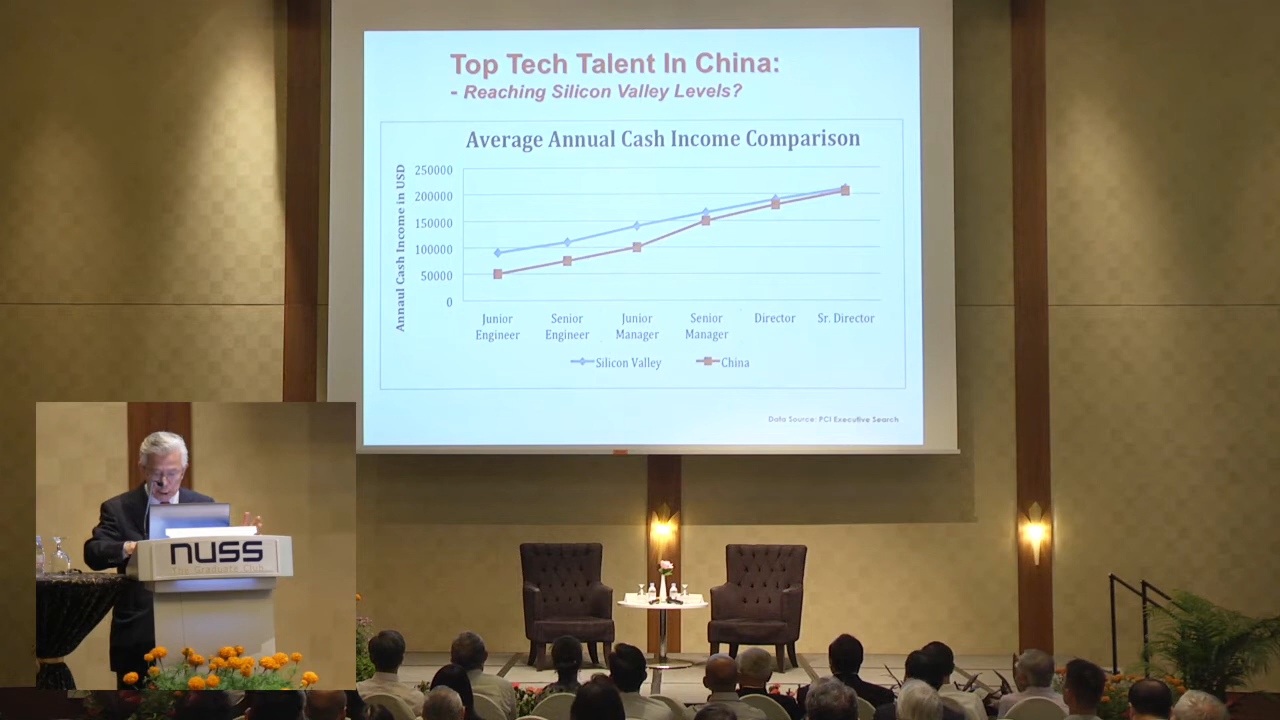 Top Tech Talent In China:
- Reaching Silicon Valley Levels?
Average Annual Cash Income Comparison
Annaul Cash Income in USD
250000
200000
150000
100000
50000
0
Junior Engineer
Senior Engineer
Junior Manager
Senior Manager
Director
Sr. Director
Silicon Valley
China
Data Source: PCI Executive Search
NUSS
The Graduate Club